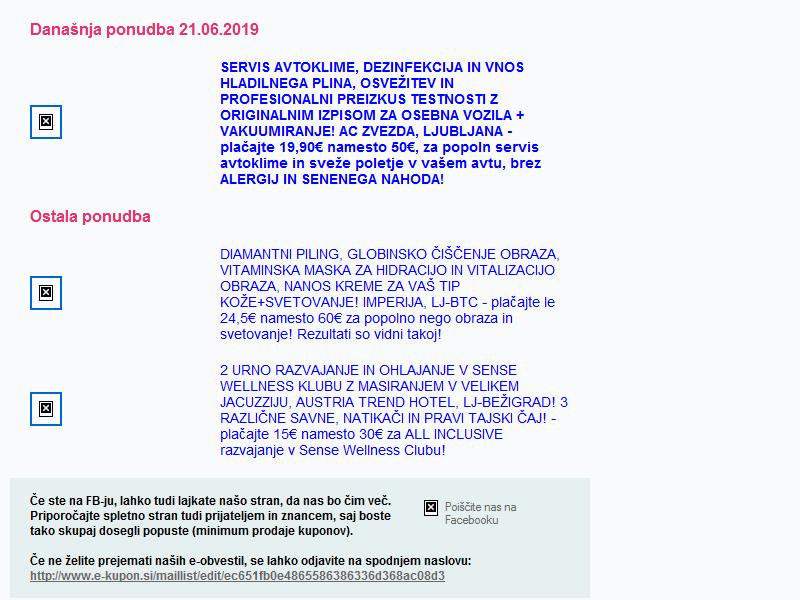 Današnja ponudba 21.06.2019
SERVIS AVTOKLIME, DEZINFEKCIJA IN VNOS
HLADILNEGA PLINA, OSVEŽITEV IN
PROFESIONALNI PREIZKUS TESTNOSTI Z
ORIGINALNIM IZPISOM ZA OSEBNA VOZILA +
VAKUUMIRANJE! AC ZVEZDA, LJUBLJANA -
plačajte 19,90€ namesto 50€, za popoln servis
avtoklime in sveže poletje v vašem avtu, brez
ALERGIJ IN SENENEGA NAHODA!
Ostala ponudba
DIAMANTNI PILING, GLOBINSKO ČIŠČENJE OBRAZA,
VITAMINSKA MASKA ZA HIDRACIJO IN VITALIZACIJO
OBRAZA, NANOS KREME ZA VAŠ TIP
KOŽE+SVETOVANJE! IMPERIJA, LJ-BTC - plačajte le
24,5€ namesto 60€ za popolno nego obraza in
svetovanje! Rezultati so vidni takoj!
2 URNO RAZVAJANJE IN OHLAJANJE V SENSE
WELLNESS KLUBU Z MASIRANJEM V VELIKEM
JACUZZIJU, AUSTRIA TREND HOTEL, LJ-BEŽIGRAD! 3
RAZLIČNE SAVNE, NATIKAČI IN PRAVI TAJSKI ČAJ! -
plačajte 15€ namesto 30€ za ALL INCLUSIVE
razvajanje v Sense Wellness Clubu!
Če ste na FB-ju, lahko tudi lajkate našo stran, da nas bo čim več.
Priporočajte spletno stran tudi prijateljem in znancem, saj boste
tako skupaj dosegli popuste (minimum prodaje kuponov).
Poiščite nas na
Facebooku
Če ne želite prejemati naših e-obvestil, se lahko odjavite na spodnjem naslovu:
http://www.e-kupon.si/maillist/edit/ec651fb0e4865586386336d368ac08d3